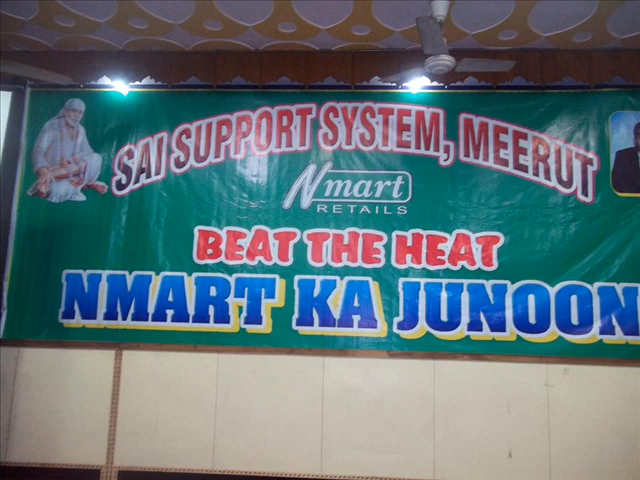 SAI SUPPORT SYSTEM, MEERUT
Nmart
RETAILS
BEAT THE HEAT
NMART KA JUNOON